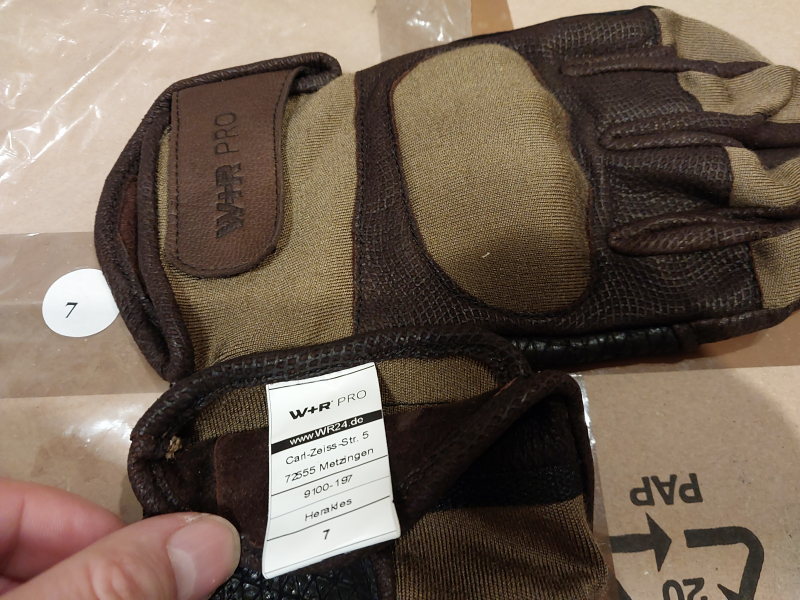 W+R PRO
7
W+R® PRO
www.WR24.de
Carl-Zeiss-Str. 5
72555 Metzingen
9100-197
Herakles
7
PAP
20